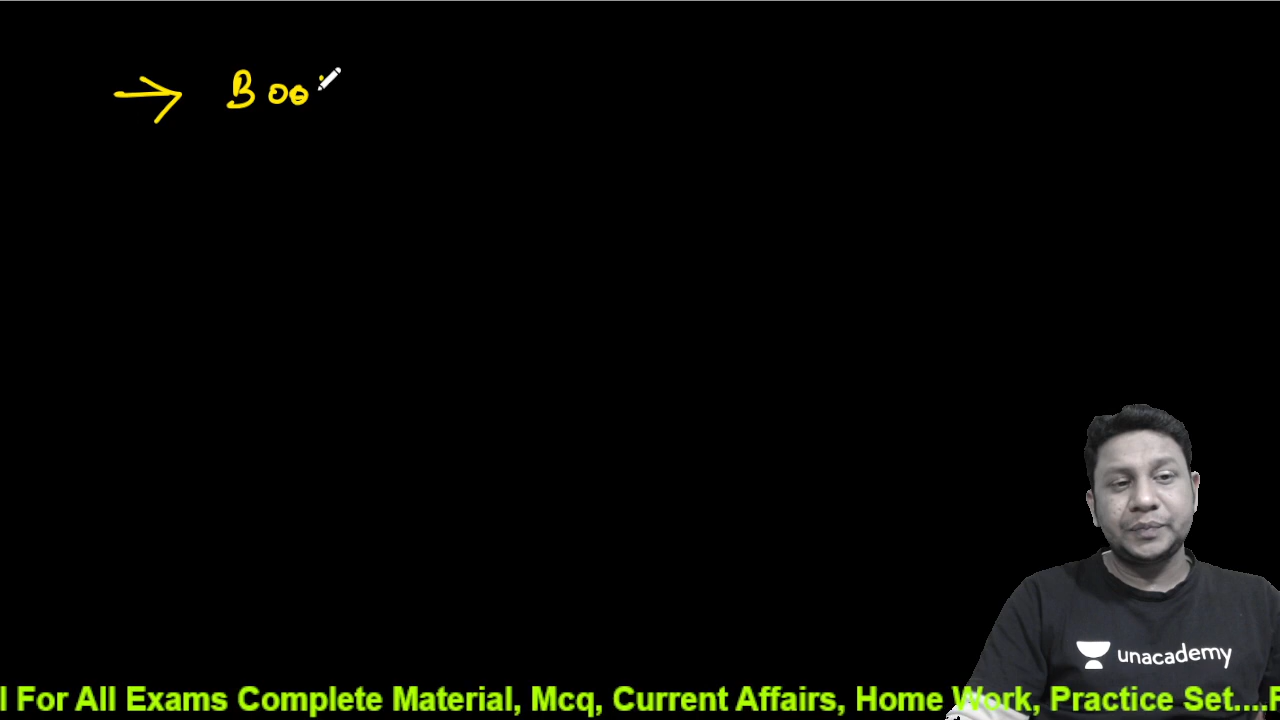 → Boo
unacademy
l For All Exams Complete Material, Mcq, Current Affairs, Home Work, Practice Set....F